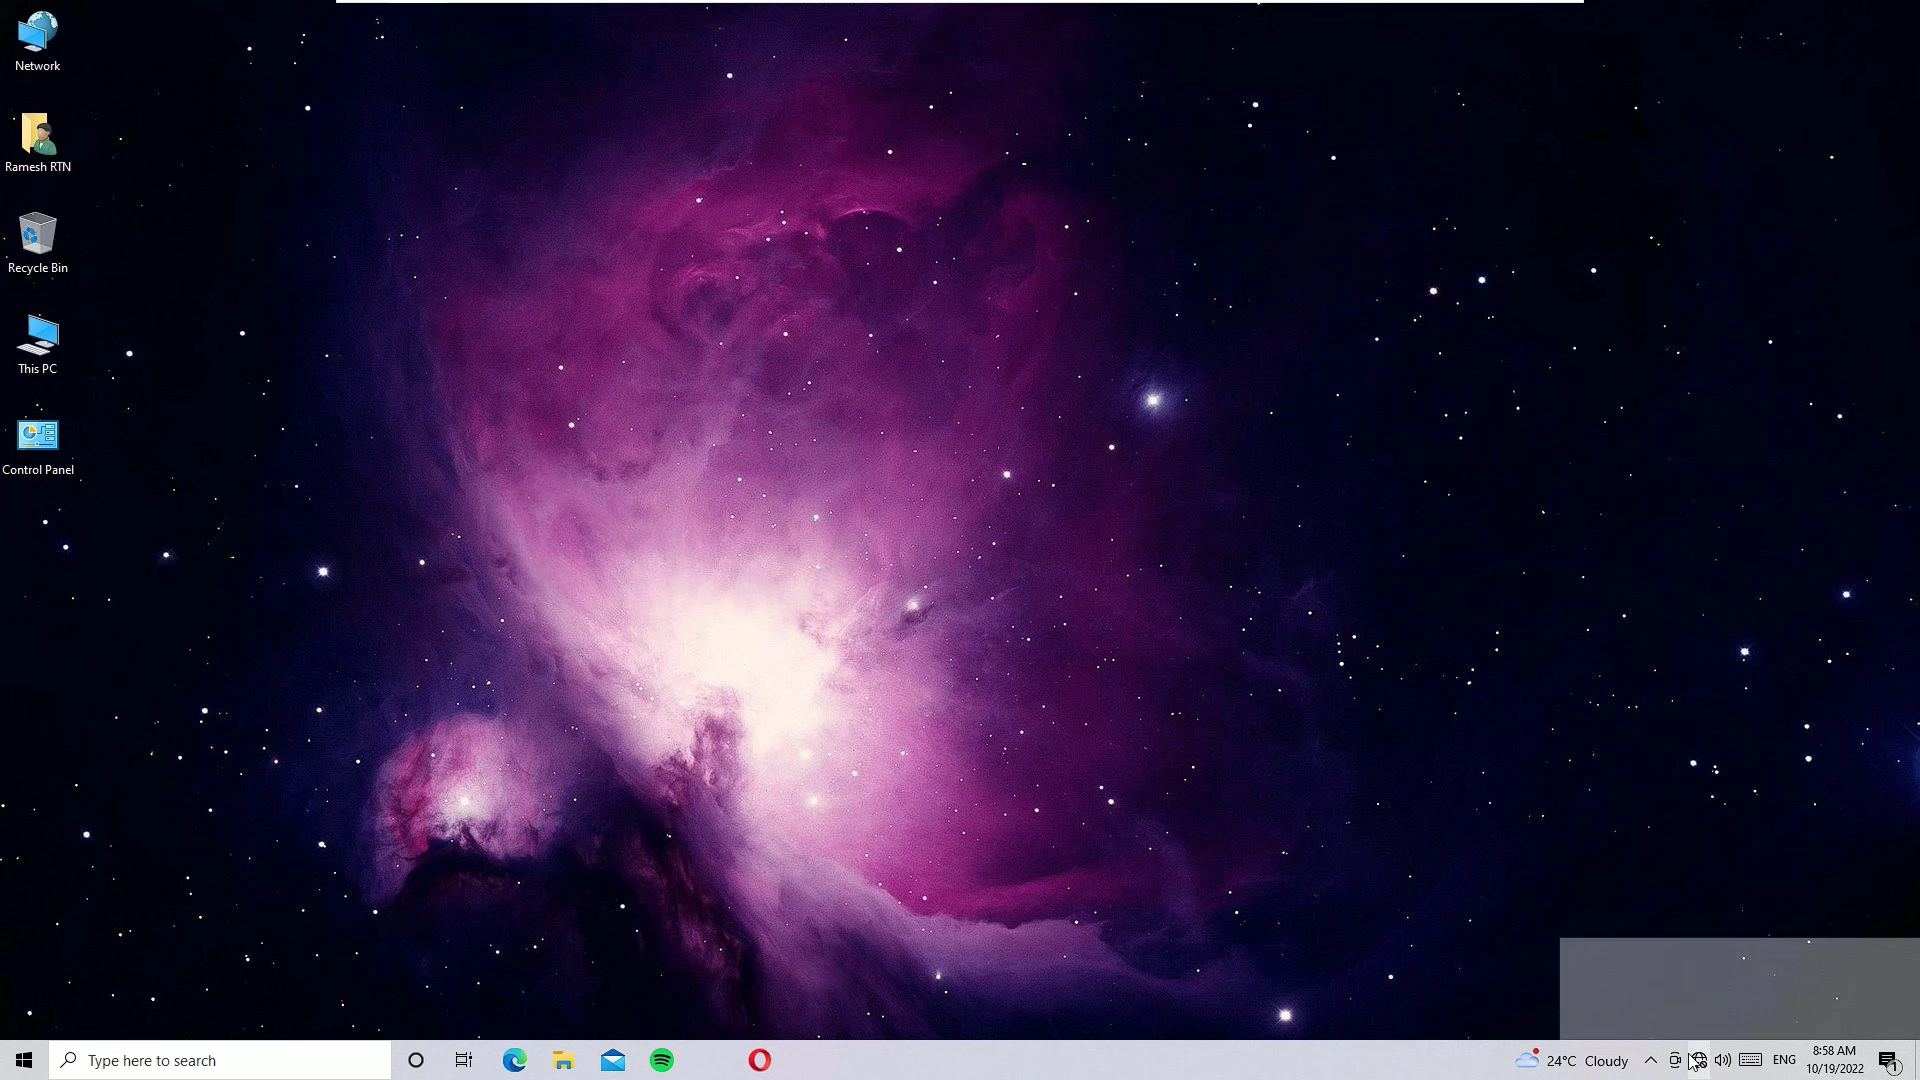 Network
Ramesh RTN
Recycle Bin
This PC
Control Panel
Type here to search
24°C Cloudy
ENG
8:58 AM
10/19/2022
1